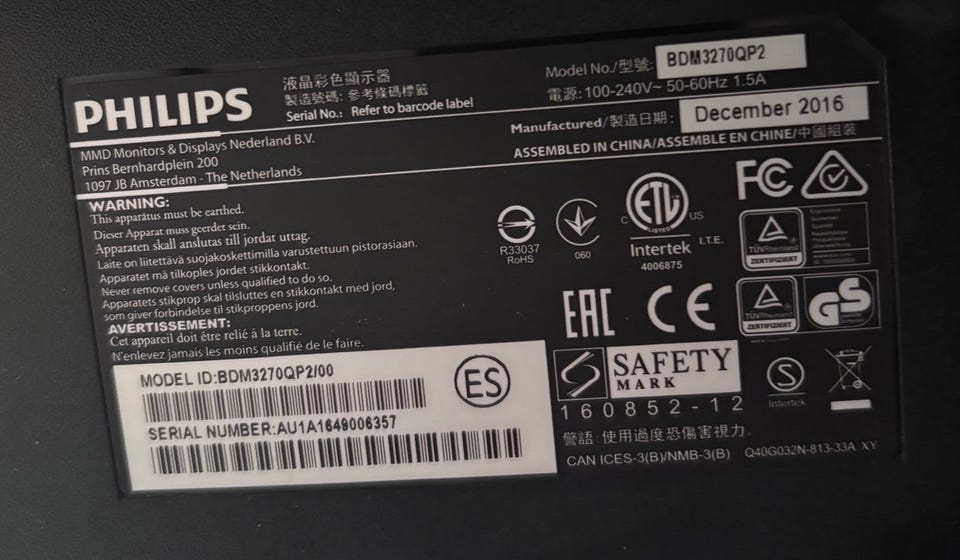 PHILIPS
液晶彩色顯示器
製造號碼: 參考條碼標籤
Serial No.: Refer to barcode label
Model No./型號: BDM3270QP2
電源: 100-240V~ 50-60Hz 1.5A
Manufactured/製造日期: December 2016
ASSEMBLED IN CHINA/ASSEMBLE EN CHINE/中國組裝
MMD Monitors & Displays Nederland B.V.
Prins Bernhardplein 200
1097 JB Amsterdam - The Netherlands
WARNING:
This apparatus must be earthed.
Dieser Apparat muss geerdet sein.
Apparaten skall anslutas till jordat uttag.
Laite on liitettävä suojakoskettimilla varustettuun pistorasiaan.
Apparatet må tilkoples jordet stikkontakt.
Never remove covers unless qualified to do so.
Apparatets stikprop skal tilsluttes en stikkontakt med jord,
som giver forbindelse til stikproppens jord.
AVERTISSEMENT:
Cet appareil doit être relié à la terre.
N'enlevez jamais les moins qualifié de le faire.
R33037
RoHS
060
C ETL US
LISTED
Intertek
4006875
I.T.E.
FC
TÜVRheinland
ZERTIFIZIERT
EAC
CE
TÜVRheinland
ZERTIFIZIERT
GS
MODEL ID:BDM3270QP2/00
SERIAL NUMBER:AU1A1649006357
ES
SAFETY
MARK
160852-12
S
Intertek
警語: 使用過度恐傷害視力.
CAN ICES-3(B)/NMB-3(B)
Q40G032N-813-33A XY